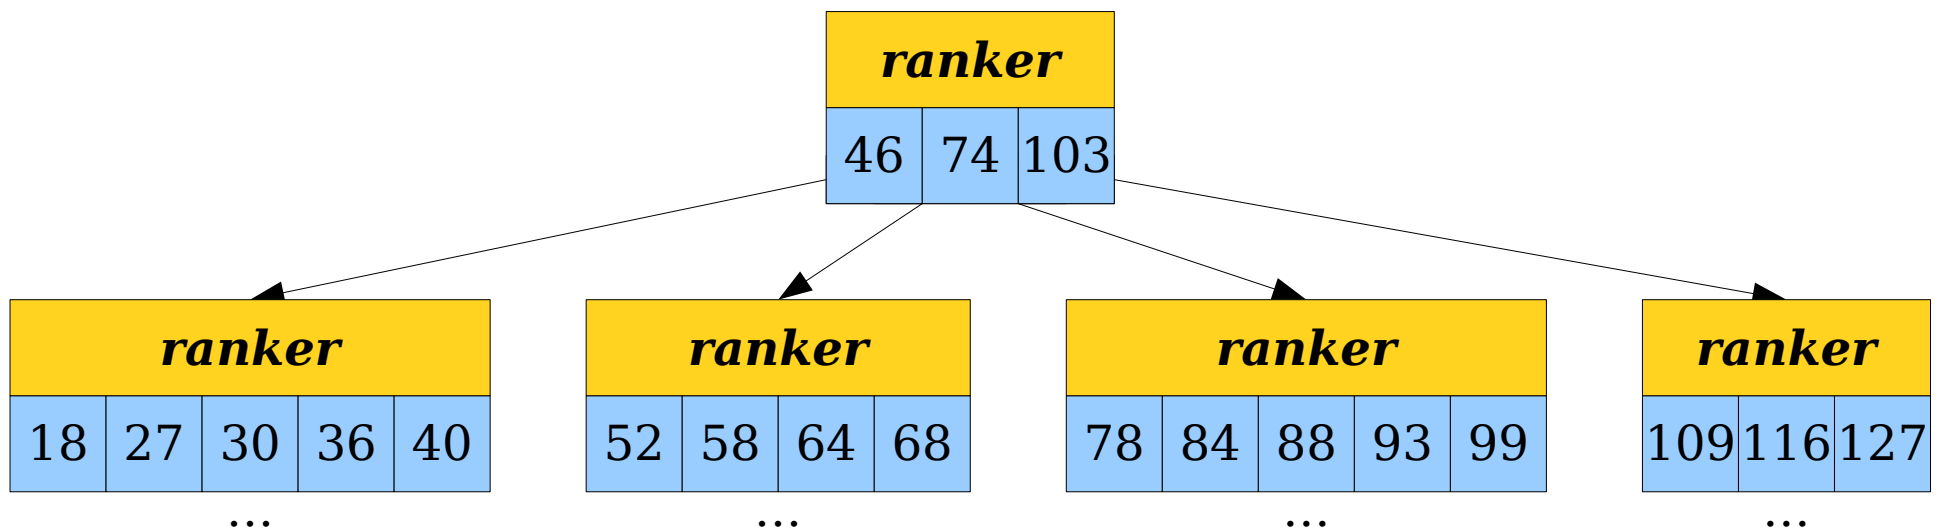 ranker
46 74 103
ranker ranker ranker ranker
18 27 30 36 40 52 58 64 68 78 84 88 93 99 109 116 127
... ... ... ...